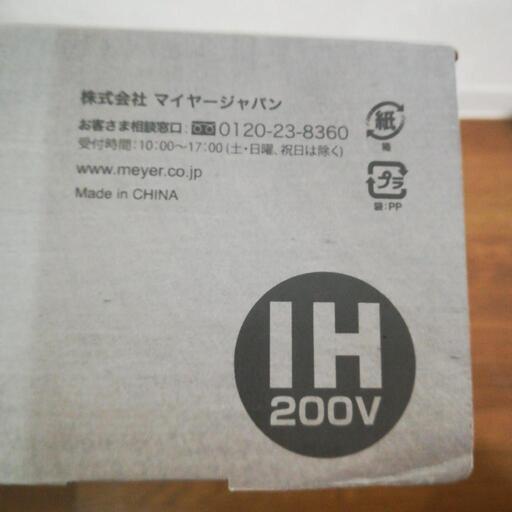 株式会社 マイヤージャパン
お客さま相談窓口:0120-23-8360
受付時間:10:00〜17:00(土・日曜、祝日は除く)
www.meyer.co.jp
Made in CHINA
紙
箱
プラ
袋:PP
IH
200V